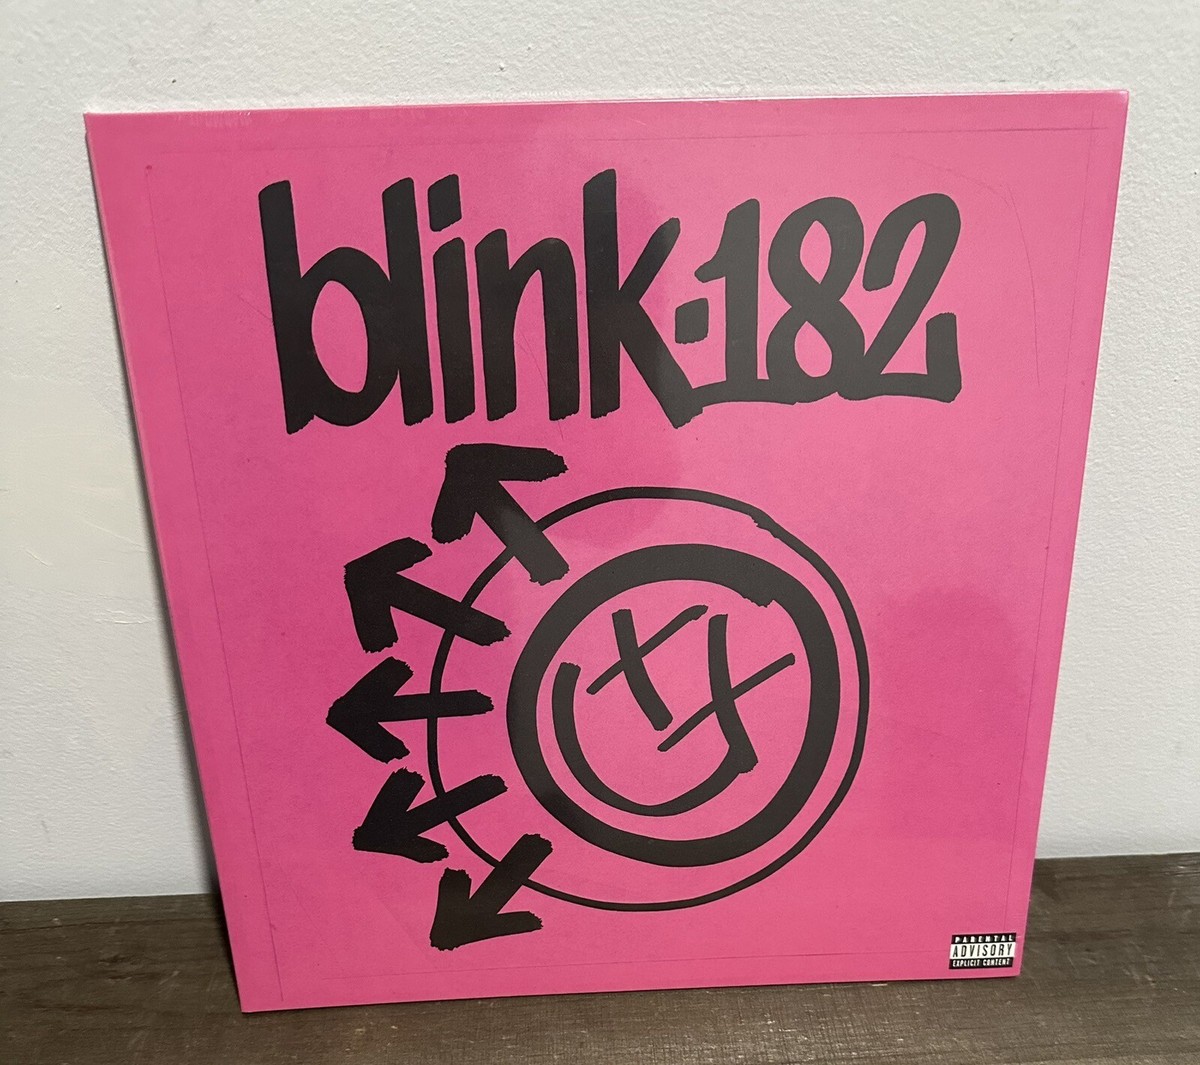 blink-182
PARENTAL
ADVISORY
EXPLICIT CONTENT